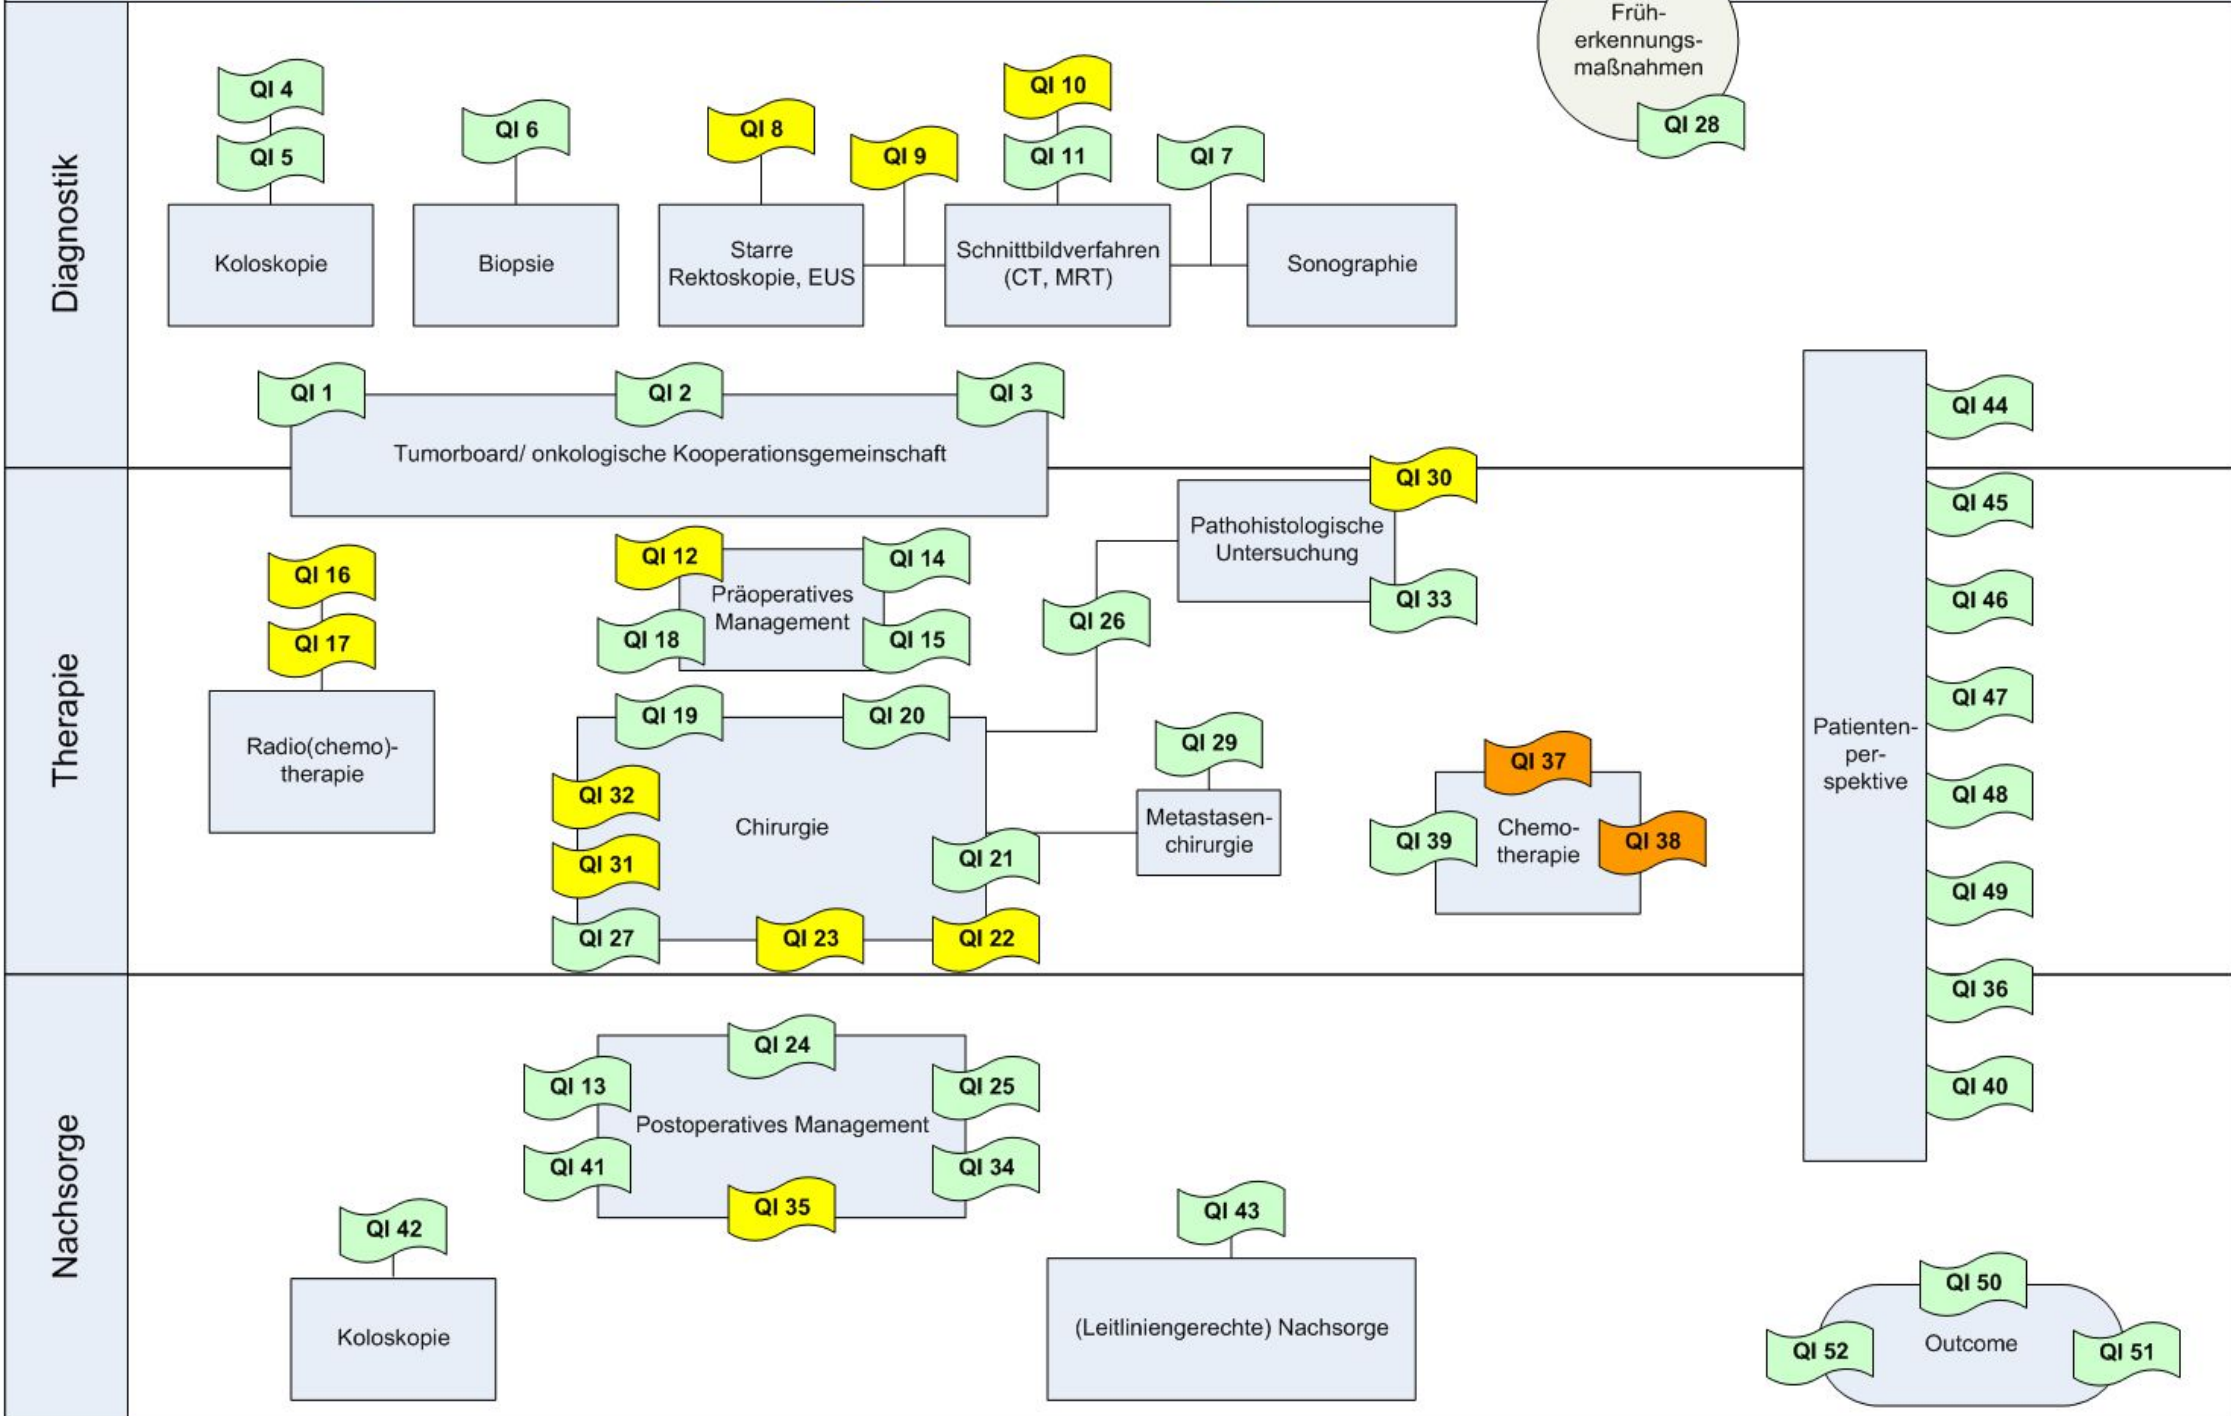 Früh-
erkennungs-
maßnahmen
QI 28
Diagnostik
QI 4
QI 5
QI 6
QI 8
QI 9
QI 10
QI 11
QI 7
Koloskopie
Biopsie
Starre
Rektoskopie, EUS
Schnittbildverfahren
(CT, MRT)
Sonographie
QI 1
QI 2
QI 3
Tumorboard/ onkologische Kooperationsgemeinschaft
QI 44
Therapie
QI 30
Pathohistologische
Untersuchung
QI 33
QI 45
QI 16
QI 17
Radio(chemo)-
therapie
QI 12
QI 14
Präoperatives
Management
QI 18
QI 15
QI 26
QI 46
QI 19
QI 20
QI 32
Chirurgie
QI 31
QI 21
QI 27
QI 23
QI 22
QI 29
Metastasen-
chirurgie
QI 37
QI 39
Chemo-
therapie
QI 38
Patienten-
per-
spektive
QI 47
QI 48
QI 49
QI 36
QI 40
Nachsorge
QI 24
QI 13
QI 25
Postoperatives Management
QI 41
QI 34
QI 35
QI 42
Koloskopie
QI 43
(Leitliniengerechte) Nachsorge
QI 50
Outcome
QI 52
QI 51